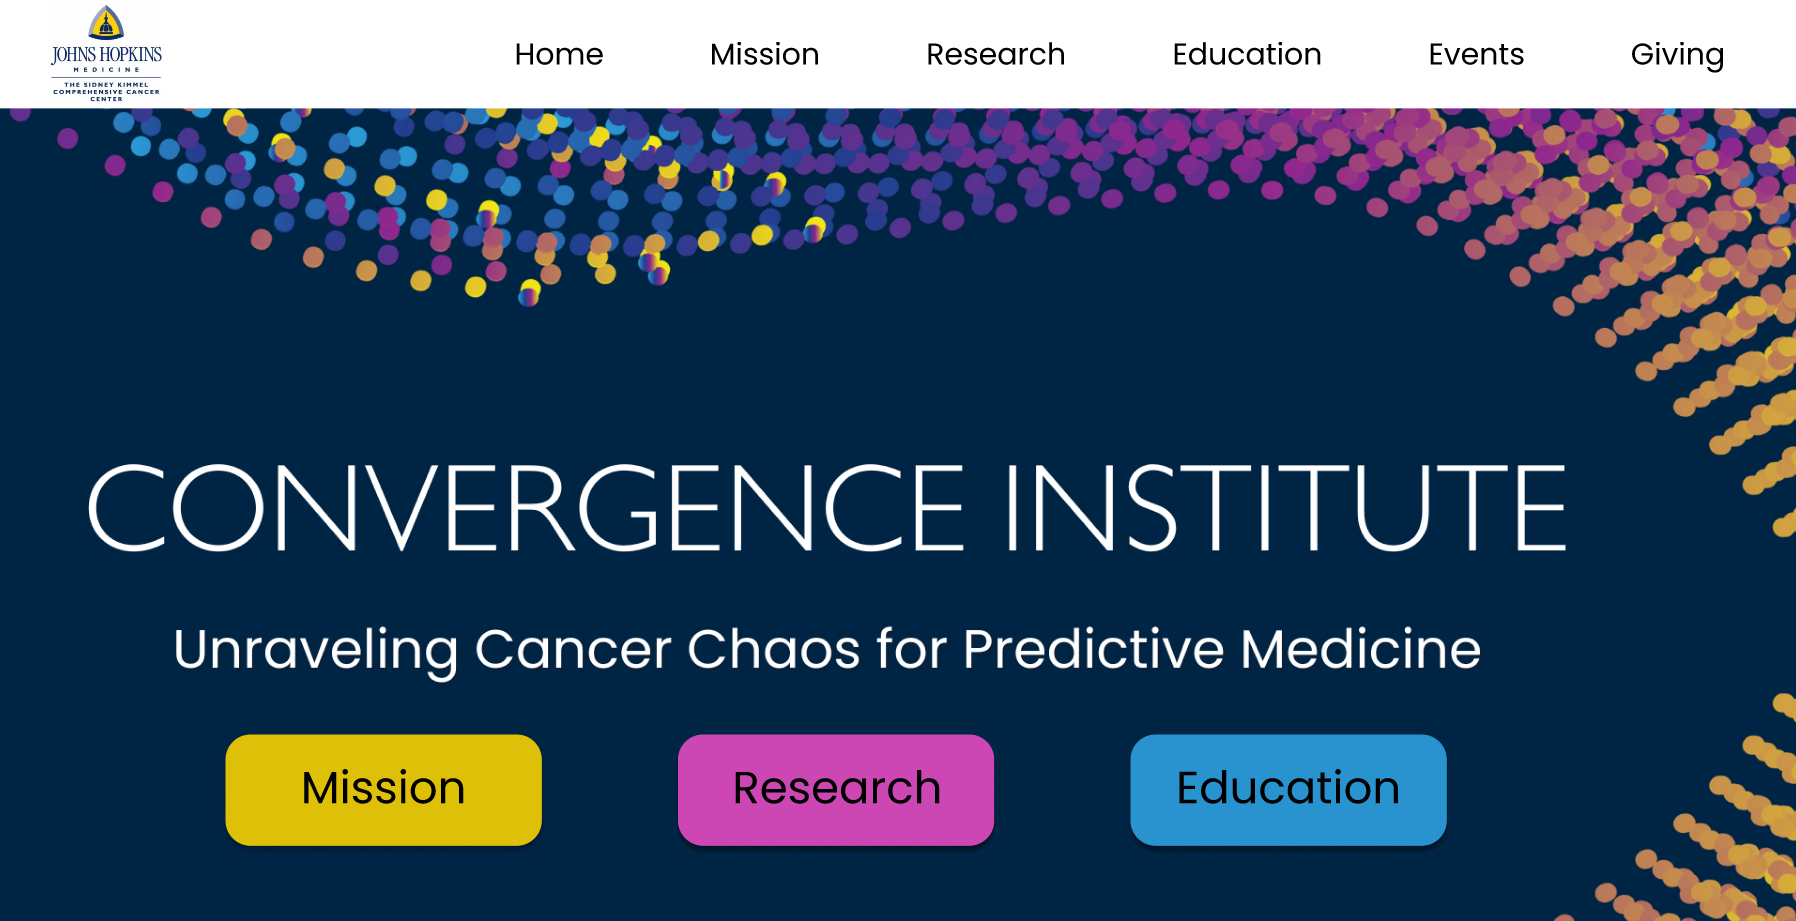 JOHNS HOPKINS
MEDICINE
THE SIDNEY KIMMEL
COMPREHENSIVE CANCER
CENTER
Home Mission Research Education Events Giving
CONVERGENCE INSTITUTE
Unraveling Cancer Chaos for Predictive Medicine
Mission Research Education